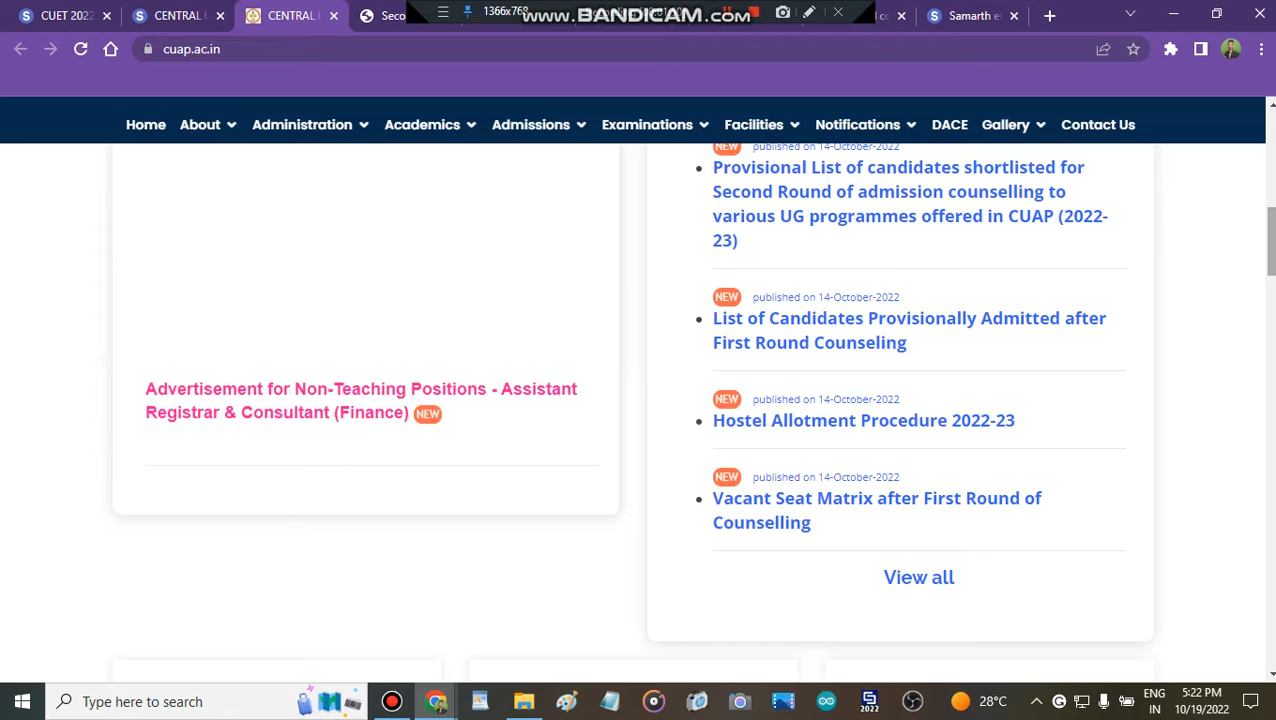 CUET 2022
CENTRAL L
CENTRAL L
Seco
1366x768
www.BANDICAM.com
Samarth e
cuap.ac.in
Home About Administration Academics Admissions Examinations Facilities Notifications DACE Gallery Contact Us
NEW published on 14-October-2022
Provisional List of candidates shortlisted for
Second Round of admission counselling to
various UG programmes offered in CUAP (2022-
23)
NEW published on 14-October-2022
List of Candidates Provisionally Admitted after
First Round Counseling
Advertisement for Non-Teaching Positions - Assistant
Registrar & Consultant (Finance) NEW
NEW published on 14-October-2022
Hostel Allotment Procedure 2022-23
NEW published on 14-October-2022
Vacant Seat Matrix after First Round of
Counselling
View all
Type here to search
2022
28°C
ENG
IN
5:22 PM
10/19/2022